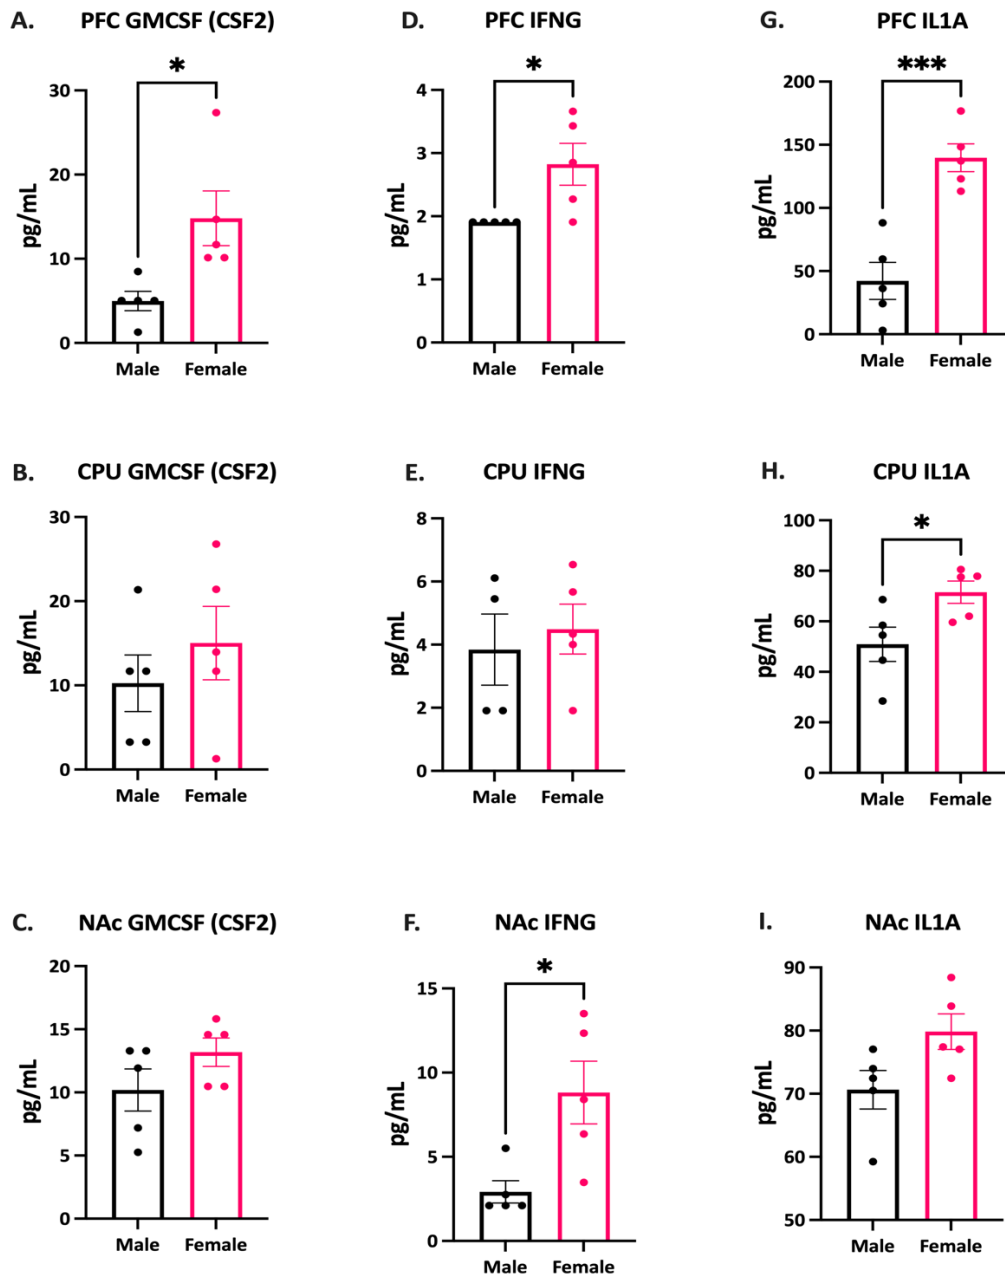 A. PFC GMCSF (CSF2)
*
pg/mL
30
20
10
0
Male Female
D. PFC IFNG
*
pg/mL
4
3
2
1
0
Male Female
G. PFC IL1A
***
pg/mL
200
150
100
50
0
Male Female
B. CPU GMCSF (CSF2)
pg/mL
30
20
10
0
Male Female
E. CPU IFNG
pg/mL
8
6
4
2
0
Male Female
H. CPU IL1A
*
pg/mL
100
80
60
40
20
0
Male Female
C. NAc GMCSF (CSF2)
pg/mL
20
15
10
5
0
Male Female
F. NAc IFNG
*
pg/mL
15
10
5
0
Male Female
I. NAc IL1A
pg/mL
90
80
70
60
50
Male Female